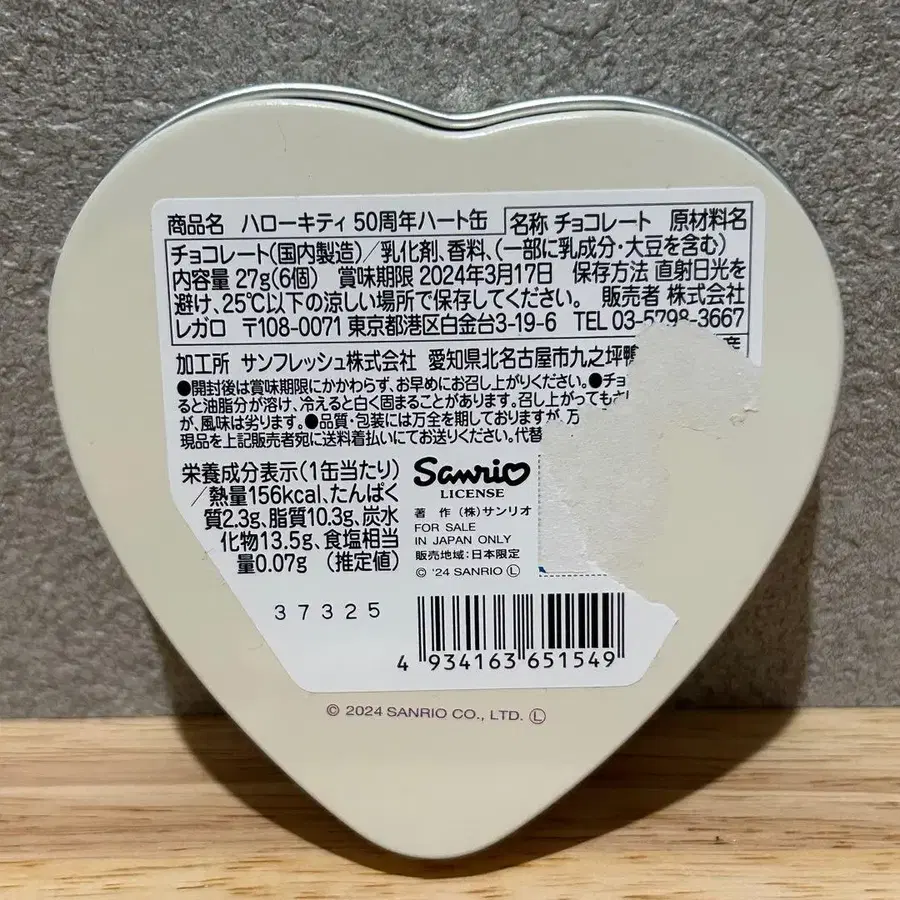 商品名 ハローキティ 50周年ハート缶 名称 チョコレート 原材料名
チョコレート(国内製造)/乳化剤、香料、(一部に乳成分・大豆を含む)
内容量 27g(6個) 賞味期限 2024年3月17日 保存方法 直射日光を
避け、25℃以下の涼しい場所で保存してください。 販売者 株式会社
レガロ 〒108-0071 東京都港区白金台3-19-6 TEL 03-5798-3667
加工所 サンフレッシュ株式会社 愛知県北名古屋市九之坪鴨
●開封後は賞味期限にかかわらず、お早めにお召し上がりください。●チョ
ると油脂分が溶け、冷えると白く固まることがあります。召し上がっても
が、風味は劣ります。●品質・包装には万全を期しておりますが、万
現品を上記販売者宛に送料着払いにてお送りください。代替
栄養成分表示(1缶当たり)
/熱量156kcal、たんぱく
質2.3g、脂質10.3g、炭水
化物13.5g、食塩相当
量0.07g (推定値)
Sanrio
LICENSE
著 作 (株)サンリオ
FOR SALE
IN JAPAN ONLY
販売地域:日本限定
© '24 SANRIO Ⓛ
37325
4 934163 651549
© 2024 SANRIO CO., LTD. Ⓛ